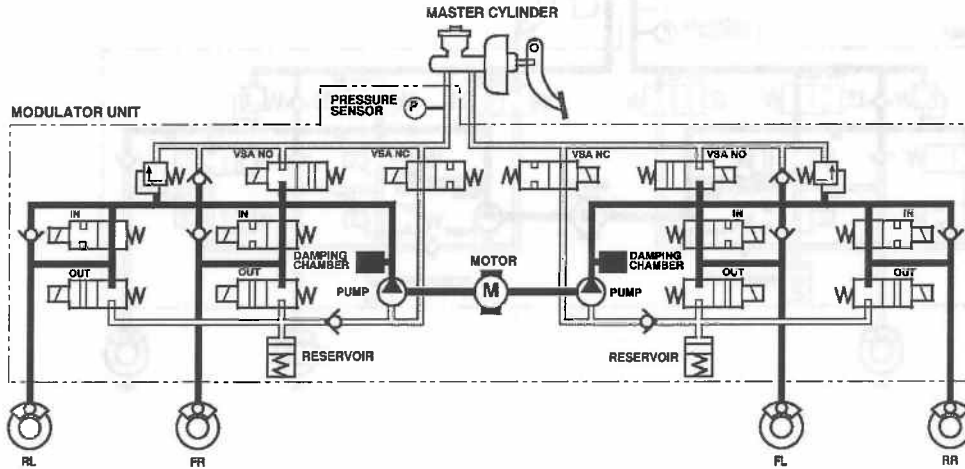 MASTER CYLINDER
PRESSURE
SENSOR
P
MODULATOR UNIT
VSA NO
VSA NC
VSA NC
VSA NO
IN
IN
IN
IN
DAMPING
CHAMBER
MOTOR
DAMPING
CHAMBER
OUT
OUT
OUT
OUT
PUMP
M
PUMP
RESERVOIR
RESERVOIR
RL
FR
FL
RR